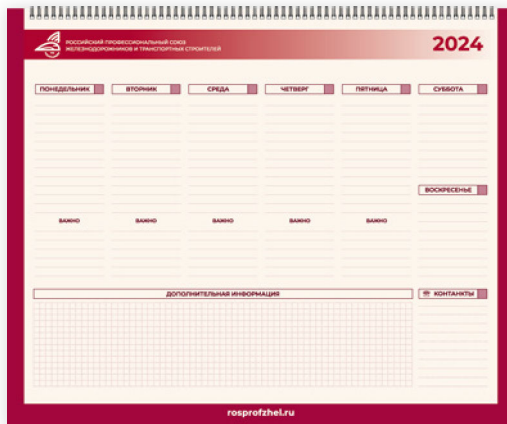 РОССИЙСКИЙ ПРОФЕССИОНАЛЬНЫЙ СОЮЗ
ЖЕЛЕЗНОДОРОЖНИКОВ И ТРАНСПОРТНЫХ СТРОИТЕЛЕЙ
2024
ПОНЕДЕЛЬНИК ВТОРНИК СРЕДА ЧЕТВЕРГ ПЯТНИЦА СУББОТА
ВОСКРЕСЕНЬЕ
ВАЖНО ВАЖНО ВАЖНО ВАЖНО ВАЖНО
ДОПОЛНИТЕЛЬНАЯ ИНФОРМАЦИЯ КОНТАНКТЫ
rosprofzhel.ru